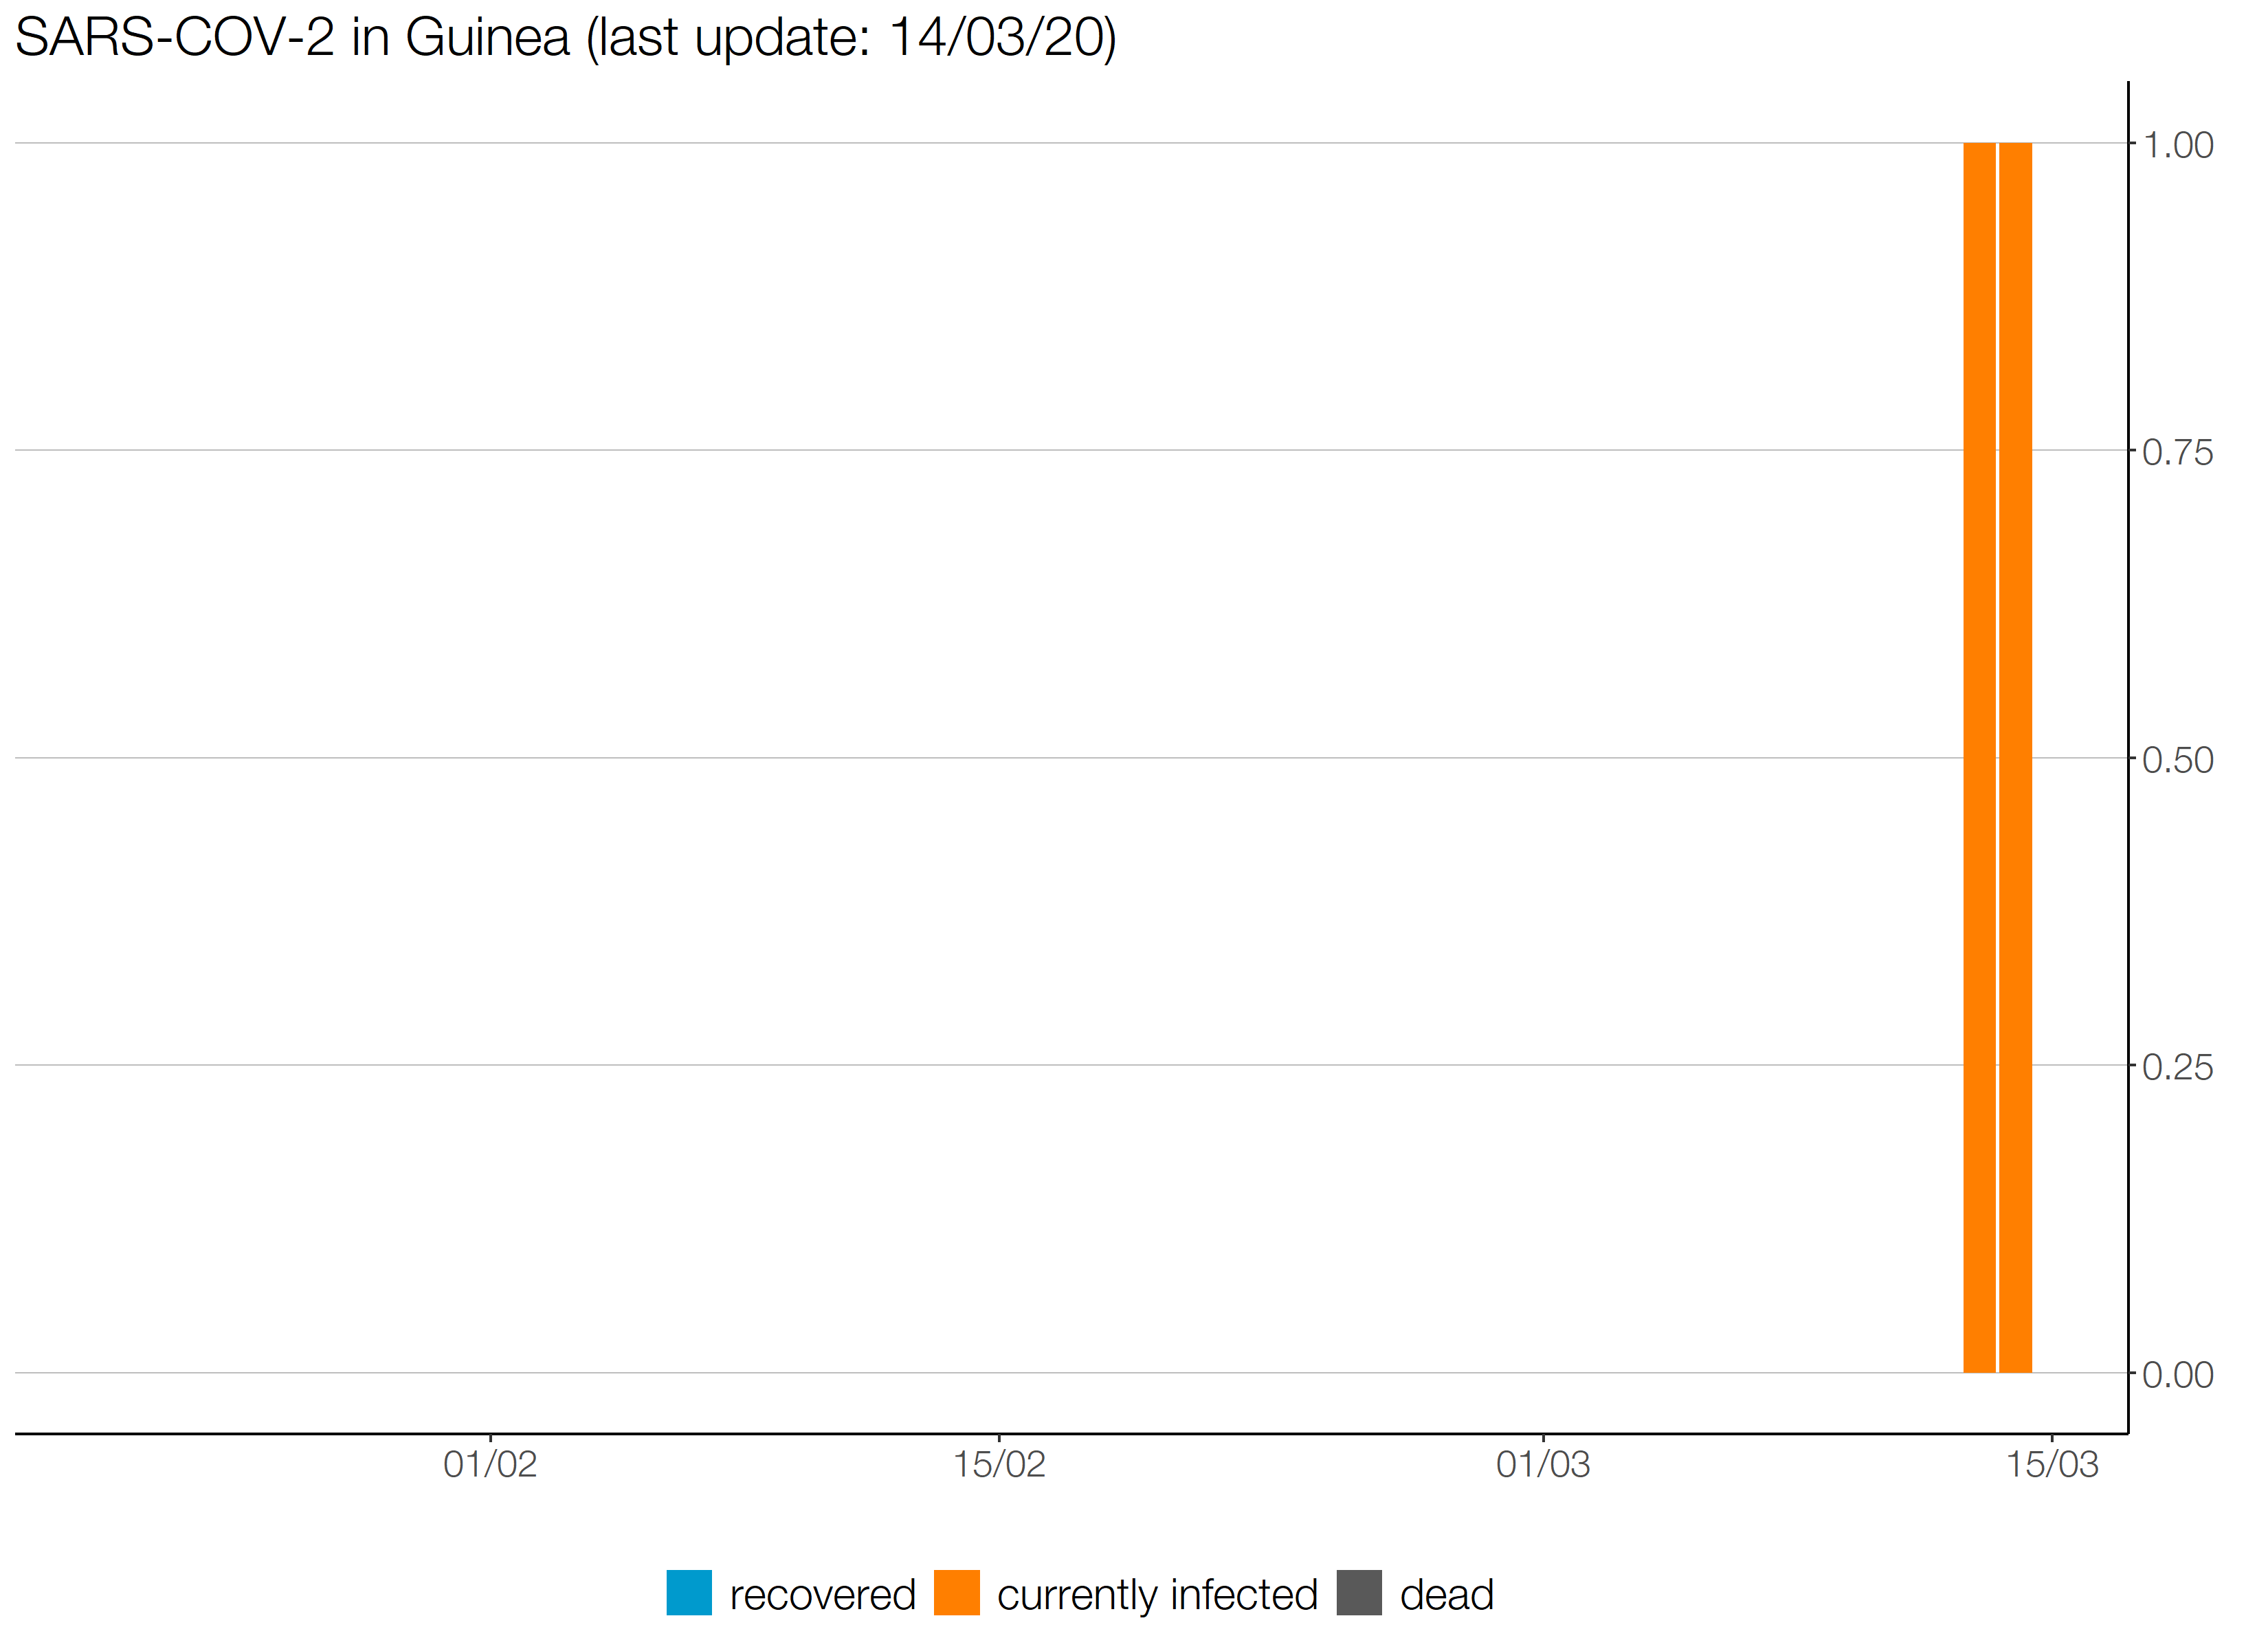 SARS-COV-2 in Guinea (last update: 14/03/20)
1.00
0.75
0.50
0.25
0.00
01/02 15/02 01/03 15/03
recovered currently infected dead